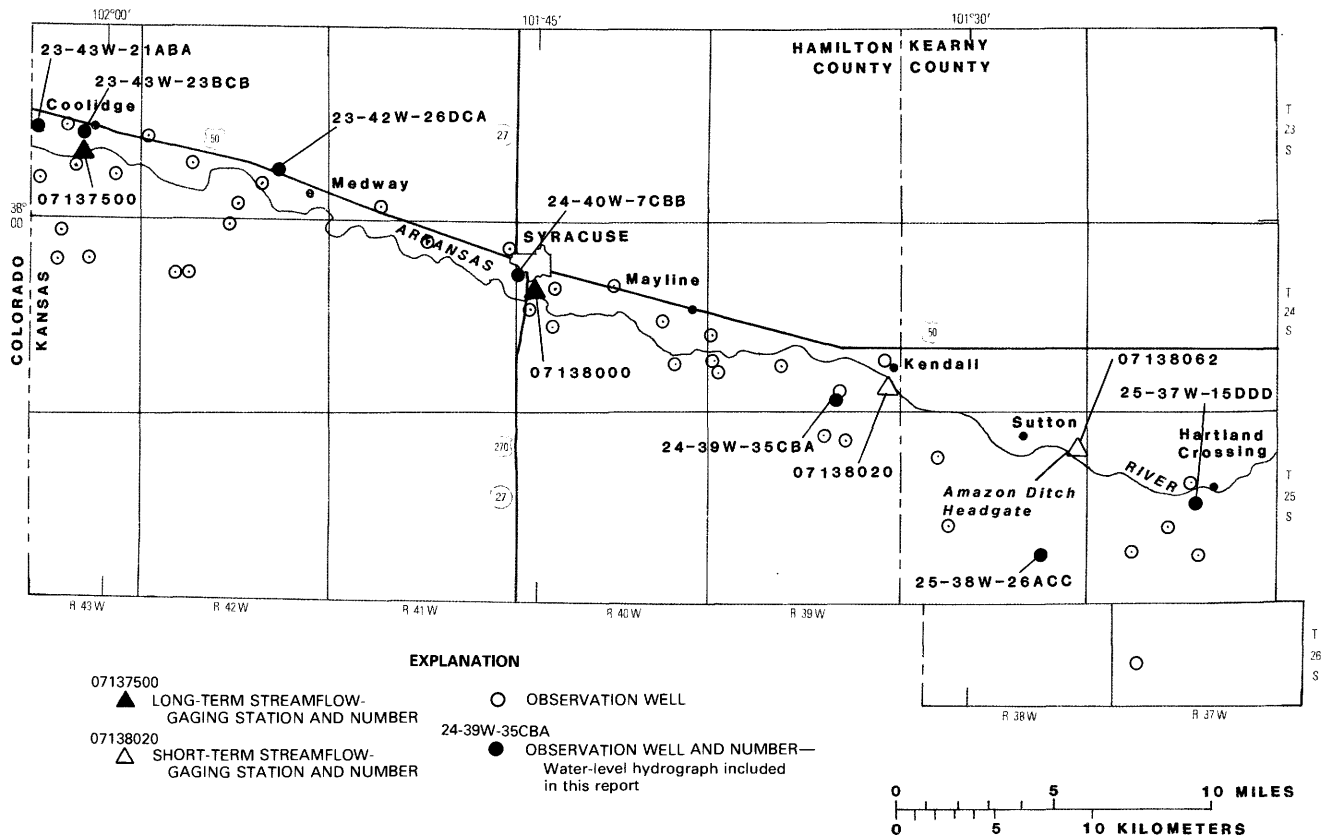 102°00′
101°45′
101°30′
HAMILTON KEARNY
COUNTY COUNTY
23-43W-21ABA
23-43W-23BCB
Coolidge
50
23-42W-26DCA
27
T
23
S
07137500
Medway
24-40W-7CBB
38°
00′
ARKANSAS
SYRACUSE
Mayline
COLORADO
KANSAS
T
24
S
50
07138000
Kendall
07138062
25-37W-15DDD
24-39W-35CBA
07138020
Sutton
Hartland
Crossing
270
27
RIVER
Amazon Ditch
Headgate
T
25
S
25-38W-26ACC
R 43 W
R 42 W
R 41 W
R 40 W
R 39 W
T
26
S
R 38 W
R 37 W
EXPLANATION
07137500
LONG-TERM STREAMFLOW-
GAGING STATION AND NUMBER
07138020
SHORT-TERM STREAMFLOW-
GAGING STATION AND NUMBER
OBSERVATION WELL
24-39W-35CBA
OBSERVATION WELL AND NUMBER—
Water-level hydrograph included
in this report
0 5 10 MILES
0 5 10 KILOMETERS